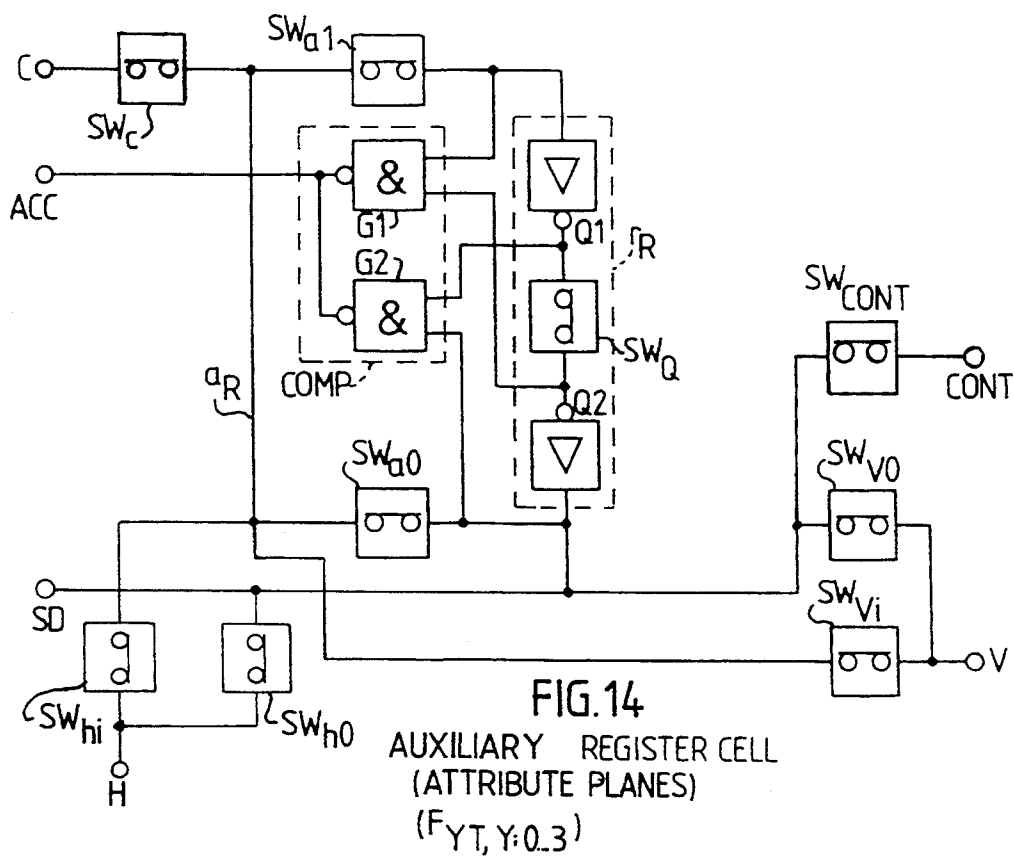 C
SWc
SWa1
ACC
&
G1
G2
&
COMP
Q1
rR
SWQ
Q2
aR
SWa0
SWCONT
CONT
SWV0
SWVi
V
SD
SWhi
SWh0
H
FIG.14
AUXILIARY REGISTER CELL
(ATTRIBUTE PLANES)
(FYT, Y:0..3)